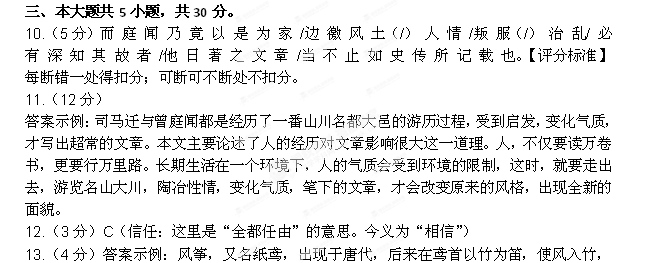 三、本大题共 5 小题，共 30 分。
10.（5 分）而 庭 闻 乃 竟 以 是 为 家 /边 徼 风 土（/） 人 情 /叛 服（/） 治 乱/ 必
有 深 知 其 故 者 /他 日 著 之 文 章 /当 不 止 如 史 传 所 记 载 也。【评分标准】
每断错一处得扣分；可断可不断处不扣分。
11.（12 分）
答案示例：司马迁与曾庭闻都是经历了一番山川名都大邑的游历过程，受到启发，变化气质，
才写出超常的文章。本文主要论述了人的经历对文章影响很大这一道理。人，不仅要读万卷
书，更要行万里路。长期生活在一个环境下，人的气质会受到环境的限制，这时，就要走出
去，游览名山大川，陶冶性情，变化气质，笔下的文章，才会改变原来的风格，出现全新的
面貌。
12.（3 分）C（信任：这里是“全都任由”的意思。今义为“相信”）
13.（4 分）答案示例：风筝，又名纸鸢，出现于唐代，后来在鸢首以竹为笛，使风入竹，